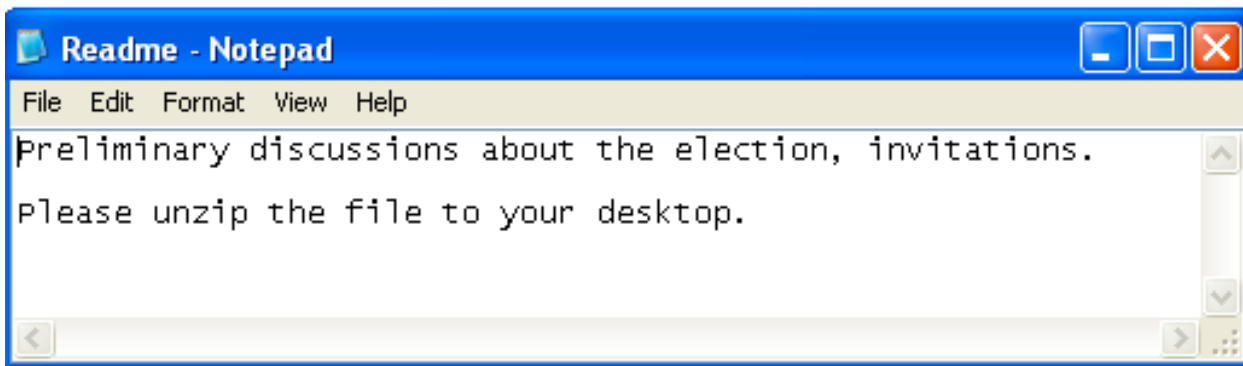 Readme - Notepad
File Edit Format View Help
Preliminary discussions about the election, invitations.
Please unzip the file to your desktop.